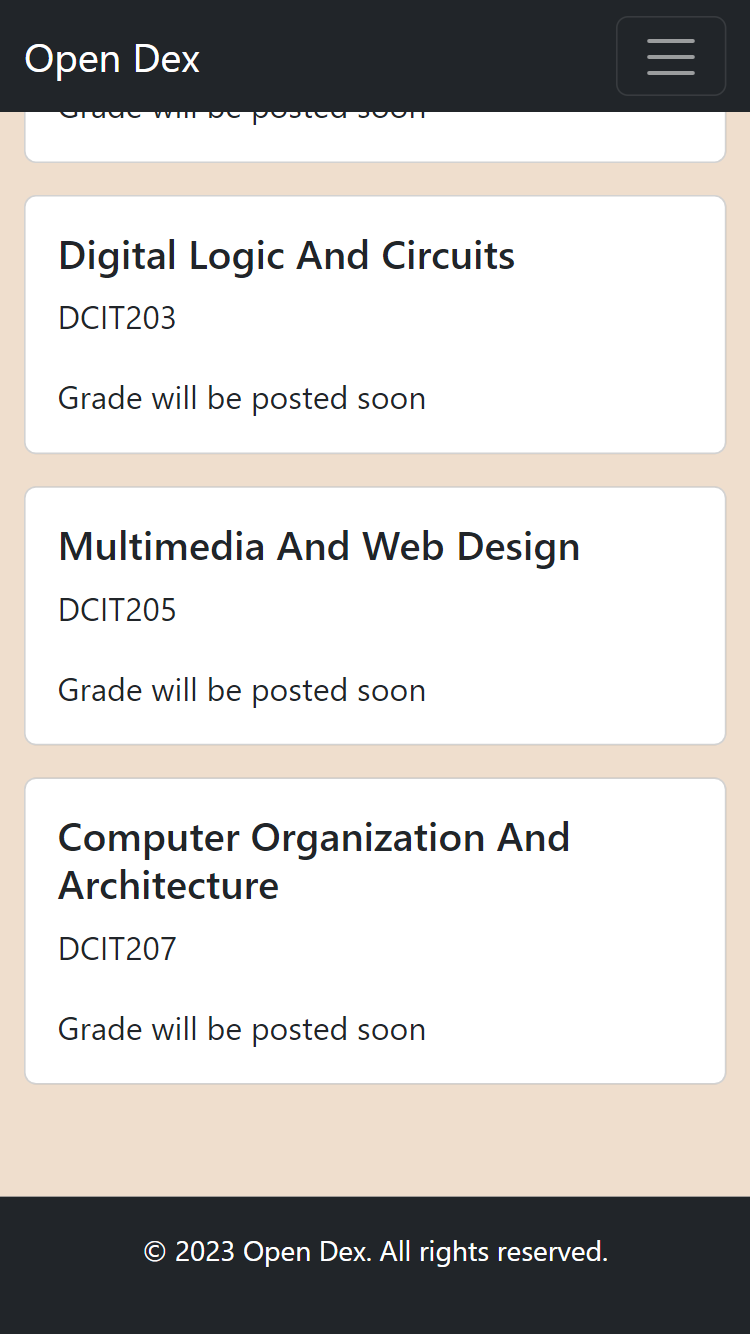 Open Dex
Grade will be posted soon
Digital Logic And Circuits
DCIT203
Grade will be posted soon
Multimedia And Web Design
DCIT205
Grade will be posted soon
Computer Organization And
Architecture
DCIT207
Grade will be posted soon
© 2023 Open Dex. All rights reserved.